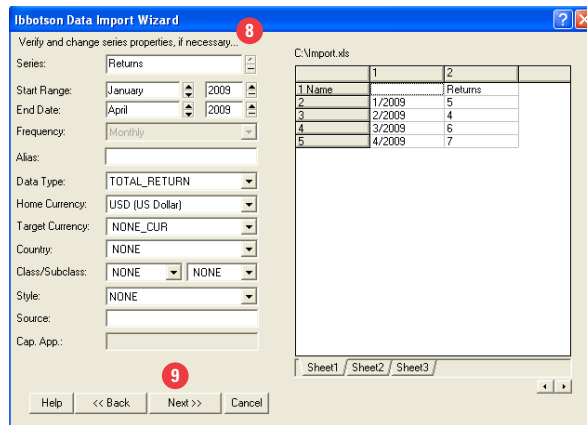 Ibbotson Data Import Wizard
8
Verify and change series properties, if necessary...
Series: Returns
Start Range: January 2009
End Date: April 2009
Frequency: Monthly
Alias:
Data Type: TOTAL_RETURN
Home Currency: USD (US Dollar)
Target Currency: NONE_CUR
Country: NONE
Class/Subclass: NONE NONE
Style: NONE
Source:
Cap. App.:
9
Help << Back Next >> Cancel
C:\Import.xls
1 2
1 Name Returns
2 1/2009 5
3 2/2009 4
4 3/2009 6
5 4/2009 7
Sheet1 Sheet2 Sheet3